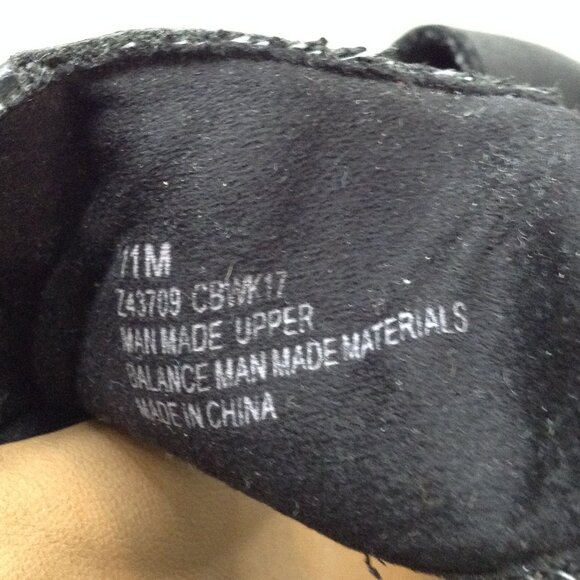 11M
Z43709 CBWK17
MAN MADE UPPER
BALANCE MAN MADE MATERIALS
MADE IN CHINA